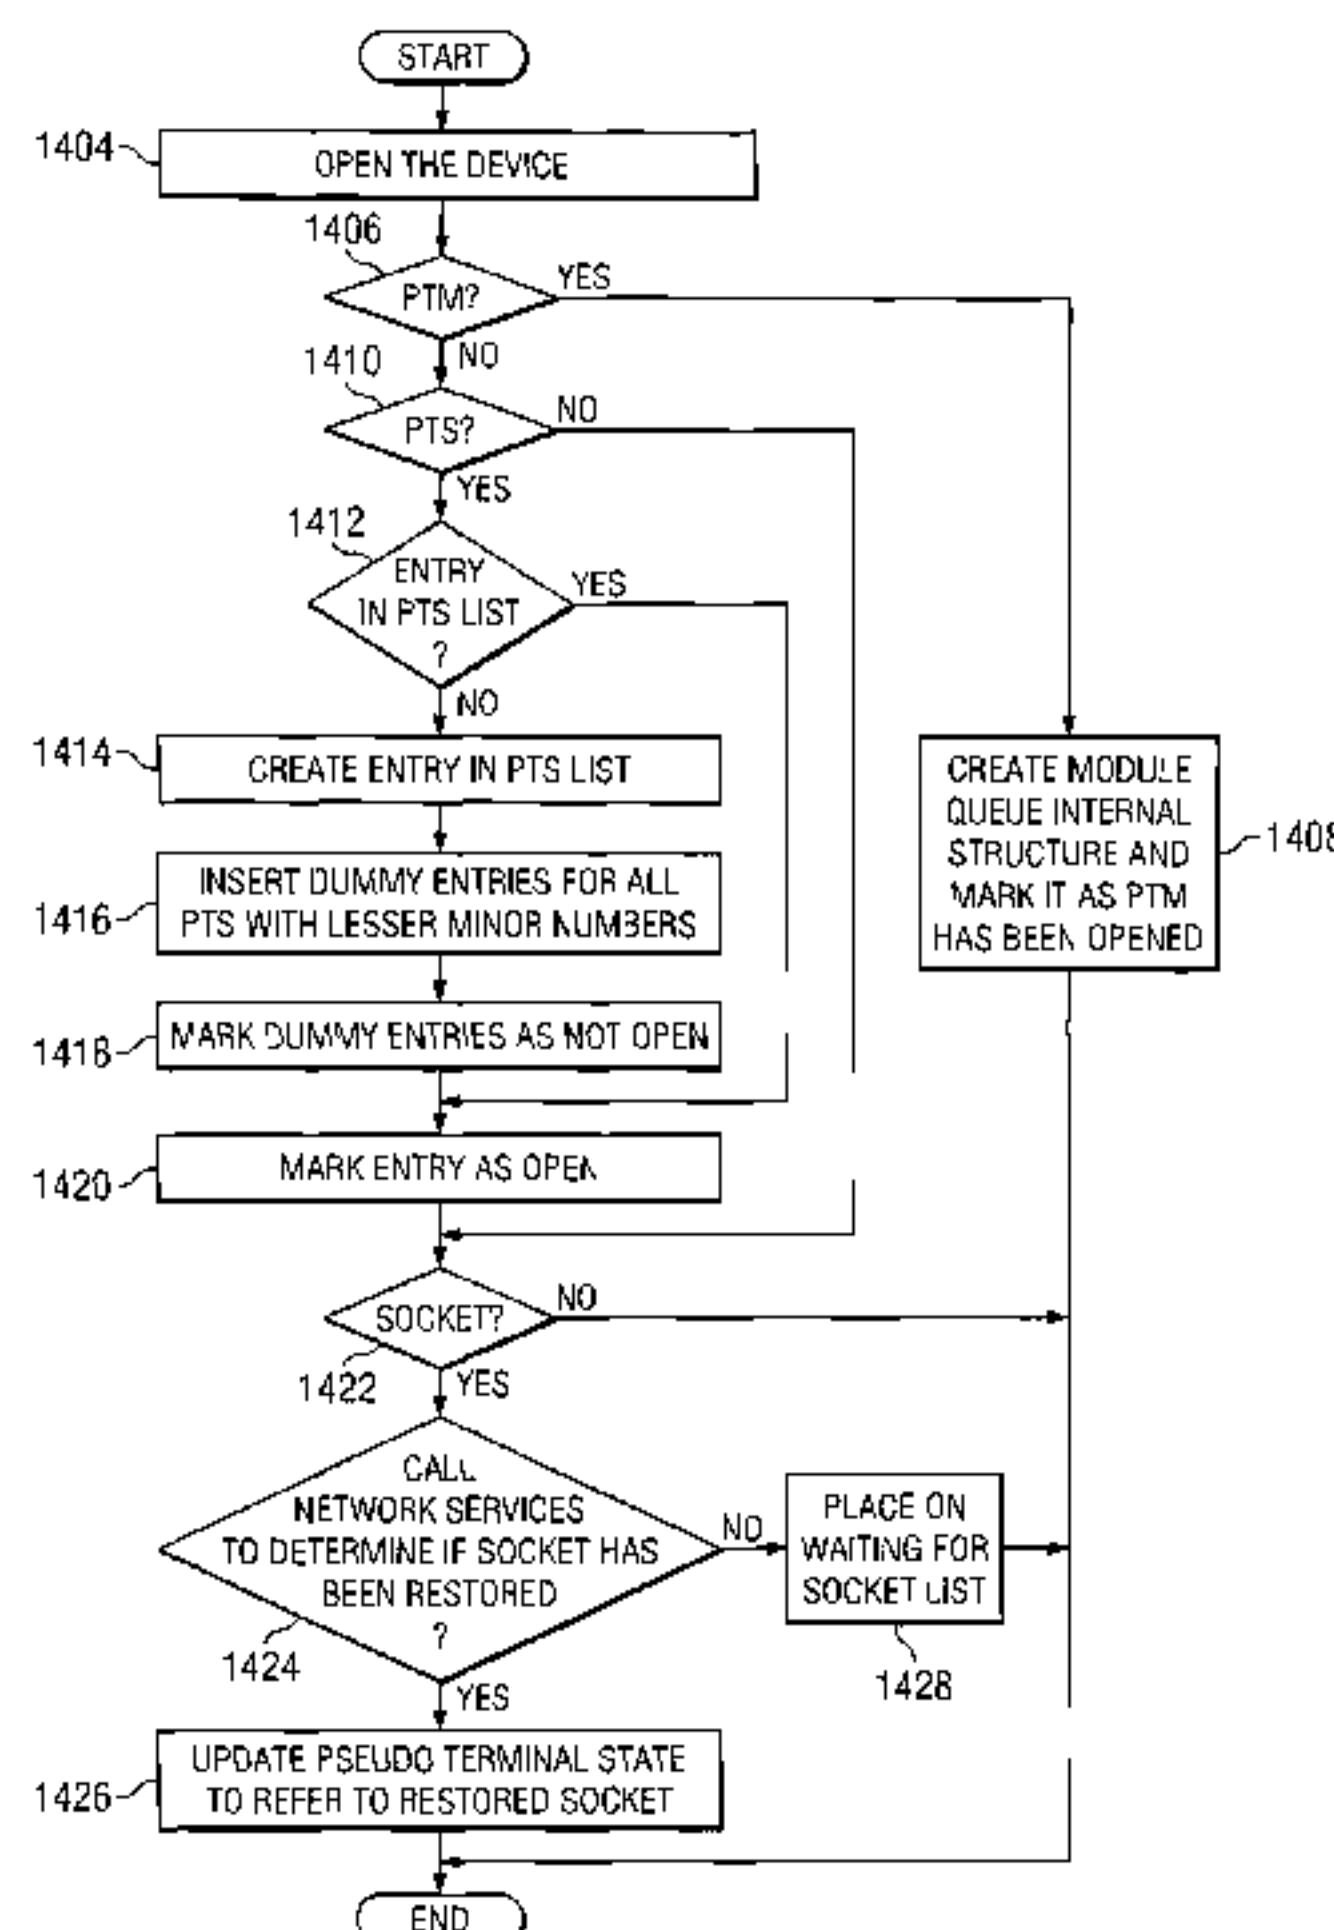 START
1404
OPEN THE DEVICE
1406
PTM?
YES
NO
1410
PTS?
NO
YES
1412
ENTRY
IN PTS LIST
?
YES
NO
1414
CREATE ENTRY IN PTS LIST
CREATE MODULE
QUEUE INTERNAL
STRUCTURE AND
MARK IT AS PTM
HAS BEEN OPENED
1408
1416
INSERT DUMMY ENTRIES FOR ALL
PTS WITH LESSER MINOR NUMBERS
1418
MARK DUMMY ENTRIES AS NOT OPEN
1420
MARK ENTRY AS OPEN
SOCKET?
NO
1422
YES
CALL
NETWORK SERVICES
TO DETERMINE IF SOCKET HAS
BEEN RESTORED
?
1424
NO
PLACE ON
WAITING FOR
SOCKET LIST
1428
YES
1426
UPDATE PSEUDO TERMINAL STATE
TO REFER TO RESTORED SOCKET
END